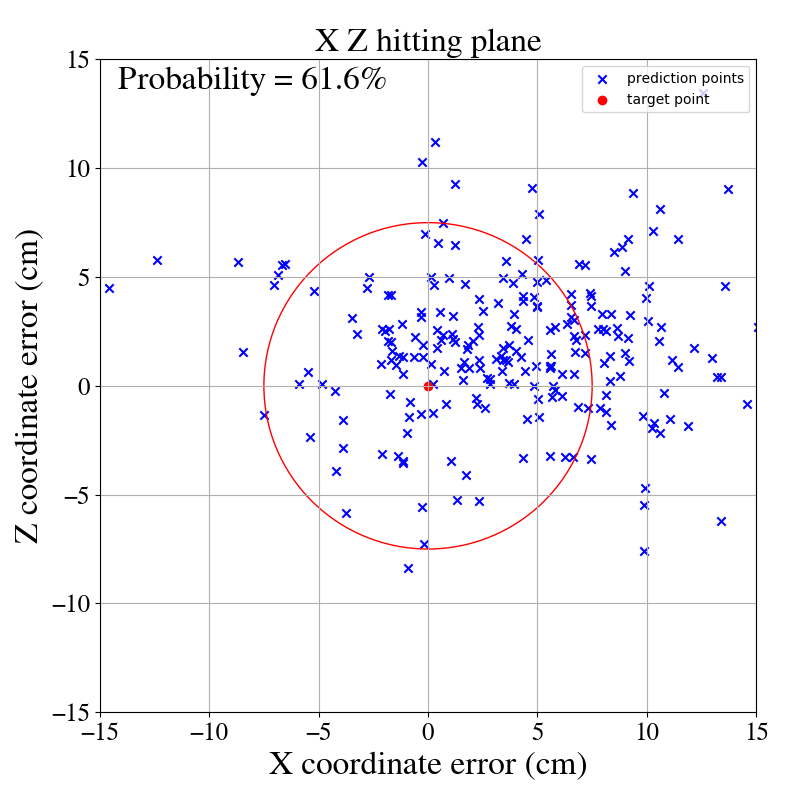 X Z hitting plane
Probability = 61.6%
prediction points
target point
Z coordinate error (cm)
15
10
5
0
−5
−10
−15
−15
−10
−5
0
5
10
15
X coordinate error (cm)